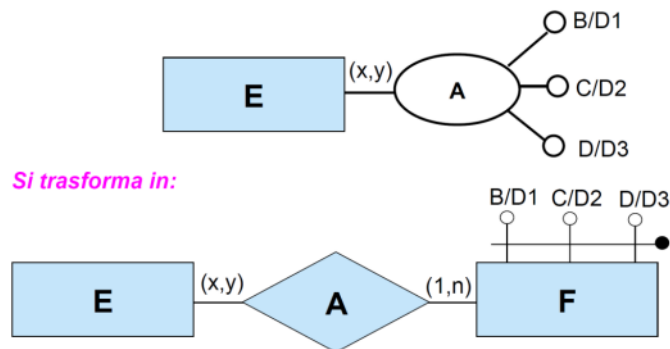 B/D1
(x,y)
E
A
C/D2
D/D3
Si trasforma in:
B/D1 C/D2 D/D3
(x,y) (1,n)
E A F